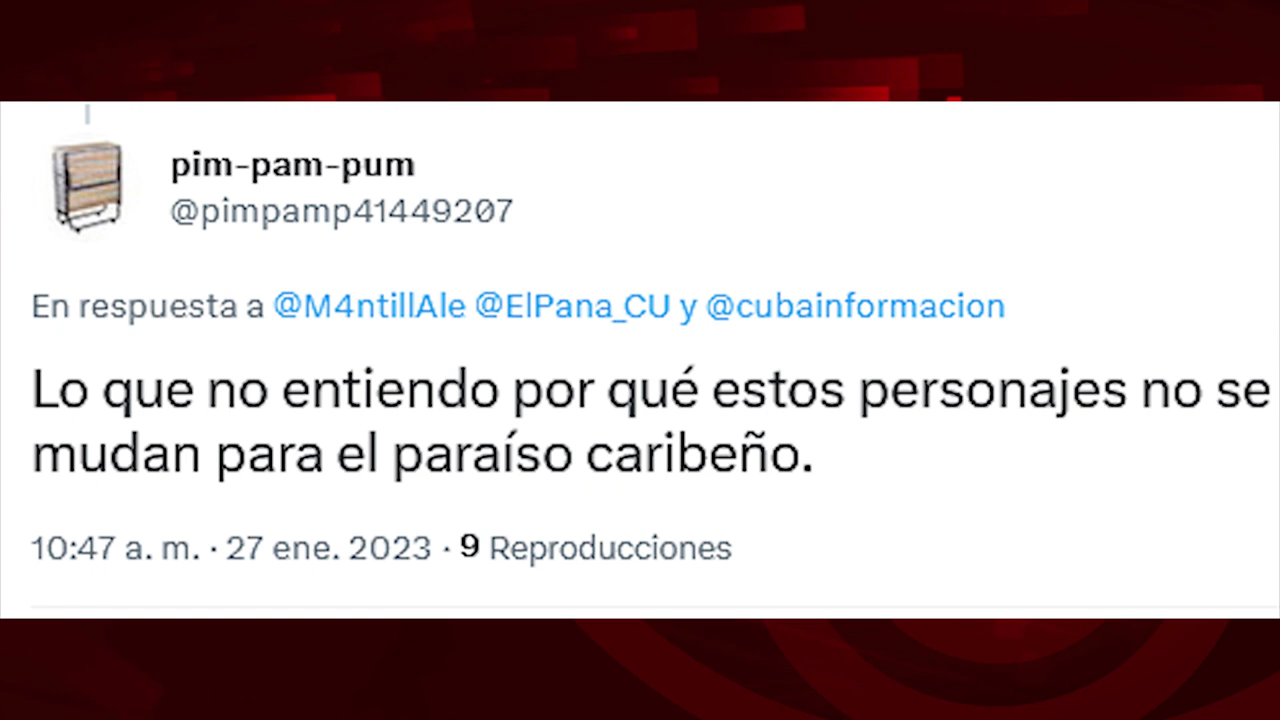 pim-pam-pum
@pimpamp41449207
En respuesta a @M4ntillAle @ElPana_CU y @cubainformacion
Lo que no entiendo por qué estos personajes no se
mudan para el paraíso caribeño.
10:47 a. m. · 27 ene. 2023 · 9 Reproducciones